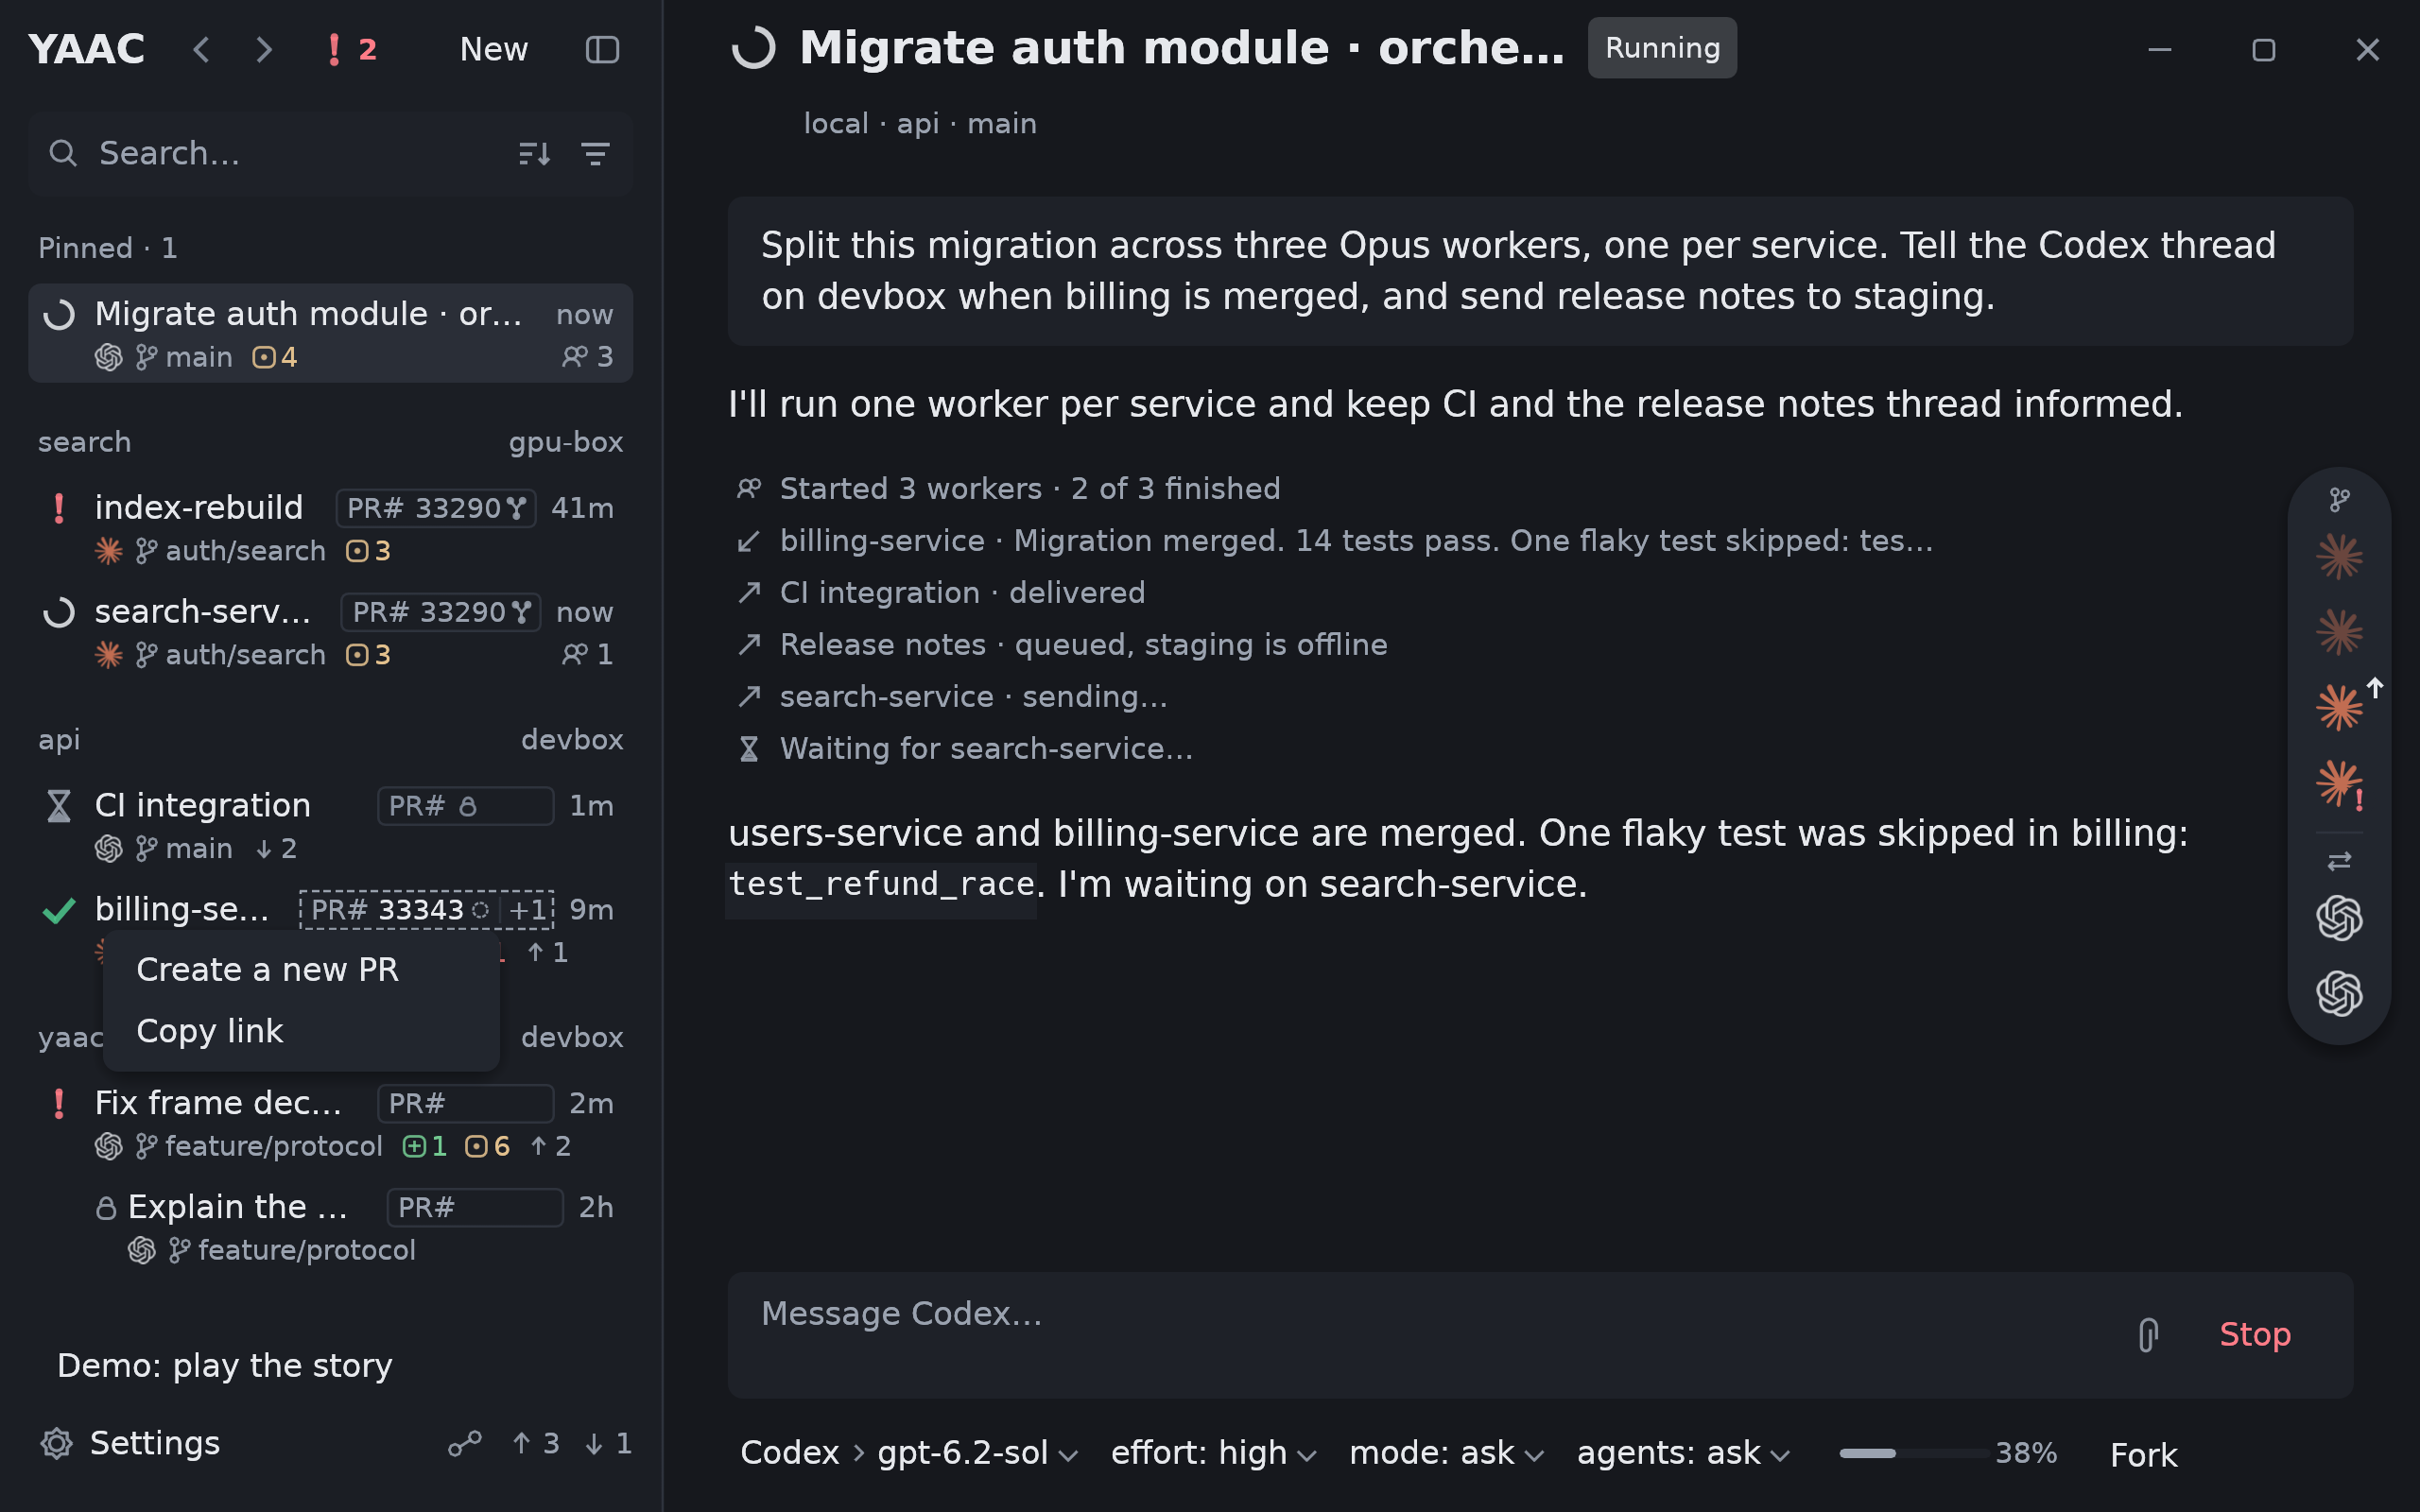 YAAC
2
New
Search...
Pinned · 1
Migrate auth module · or... now
main 4 3
search gpu-box
index-rebuild PR# 33290 41m
auth/search 3
search-serv... PR# 33290 now
auth/search 3 1
api devbox
CI integration PR# 1m
main ↓2
billing-se... PR# 33343 +1 9m
↑1
Create a new PR
Copy link
yaac devbox
Fix frame dec... PR# 2m
feature/protocol 1 6 ↑2
Explain the ... PR# 2h
feature/protocol
Demo: play the story
Settings ↑ 3 ↓ 1
Migrate auth module · orche... Running
local · api · main
Split this migration across three Opus workers, one per service. Tell the Codex thread
on devbox when billing is merged, and send release notes to staging.
I'll run one worker per service and keep CI and the release notes thread informed.
Started 3 workers · 2 of 3 finished
billing-service · Migration merged. 14 tests pass. One flaky test skipped: tes...
CI integration · delivered
Release notes · queued, staging is offline
search-service · sending...
Waiting for search-service...
users-service and billing-service are merged. One flaky test was skipped in billing:
test_refund_race. I'm waiting on search-service.
Message Codex...
Stop
Codex > gpt-6.2-sol effort: high mode: ask agents: ask 38% Fork